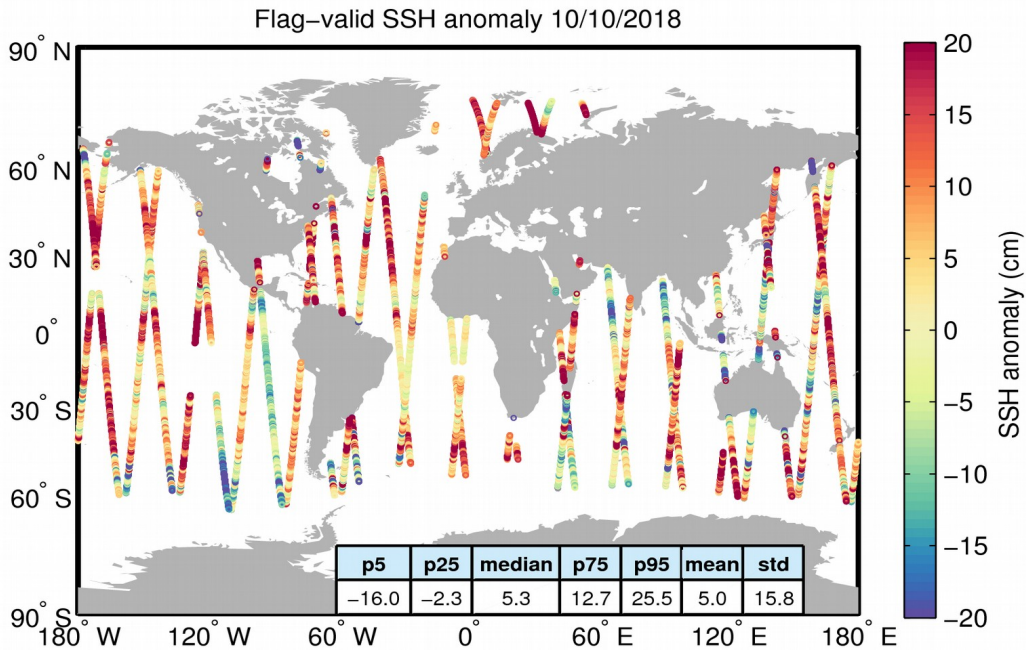 Flag−valid SSH anomaly 10/10/2018
90° N
60° N
30° N
0°
30° S
60° S
90° S
180° W
120° W
60° W
0°
60° E
120° E
180° E
p5 p25 median p75 p95 mean std
−16.0 −2.3 5.3 12.7 25.5 5.0 15.8
20
15
10
5
0
−5
−10
−15
−20
SSH anomaly (cm)